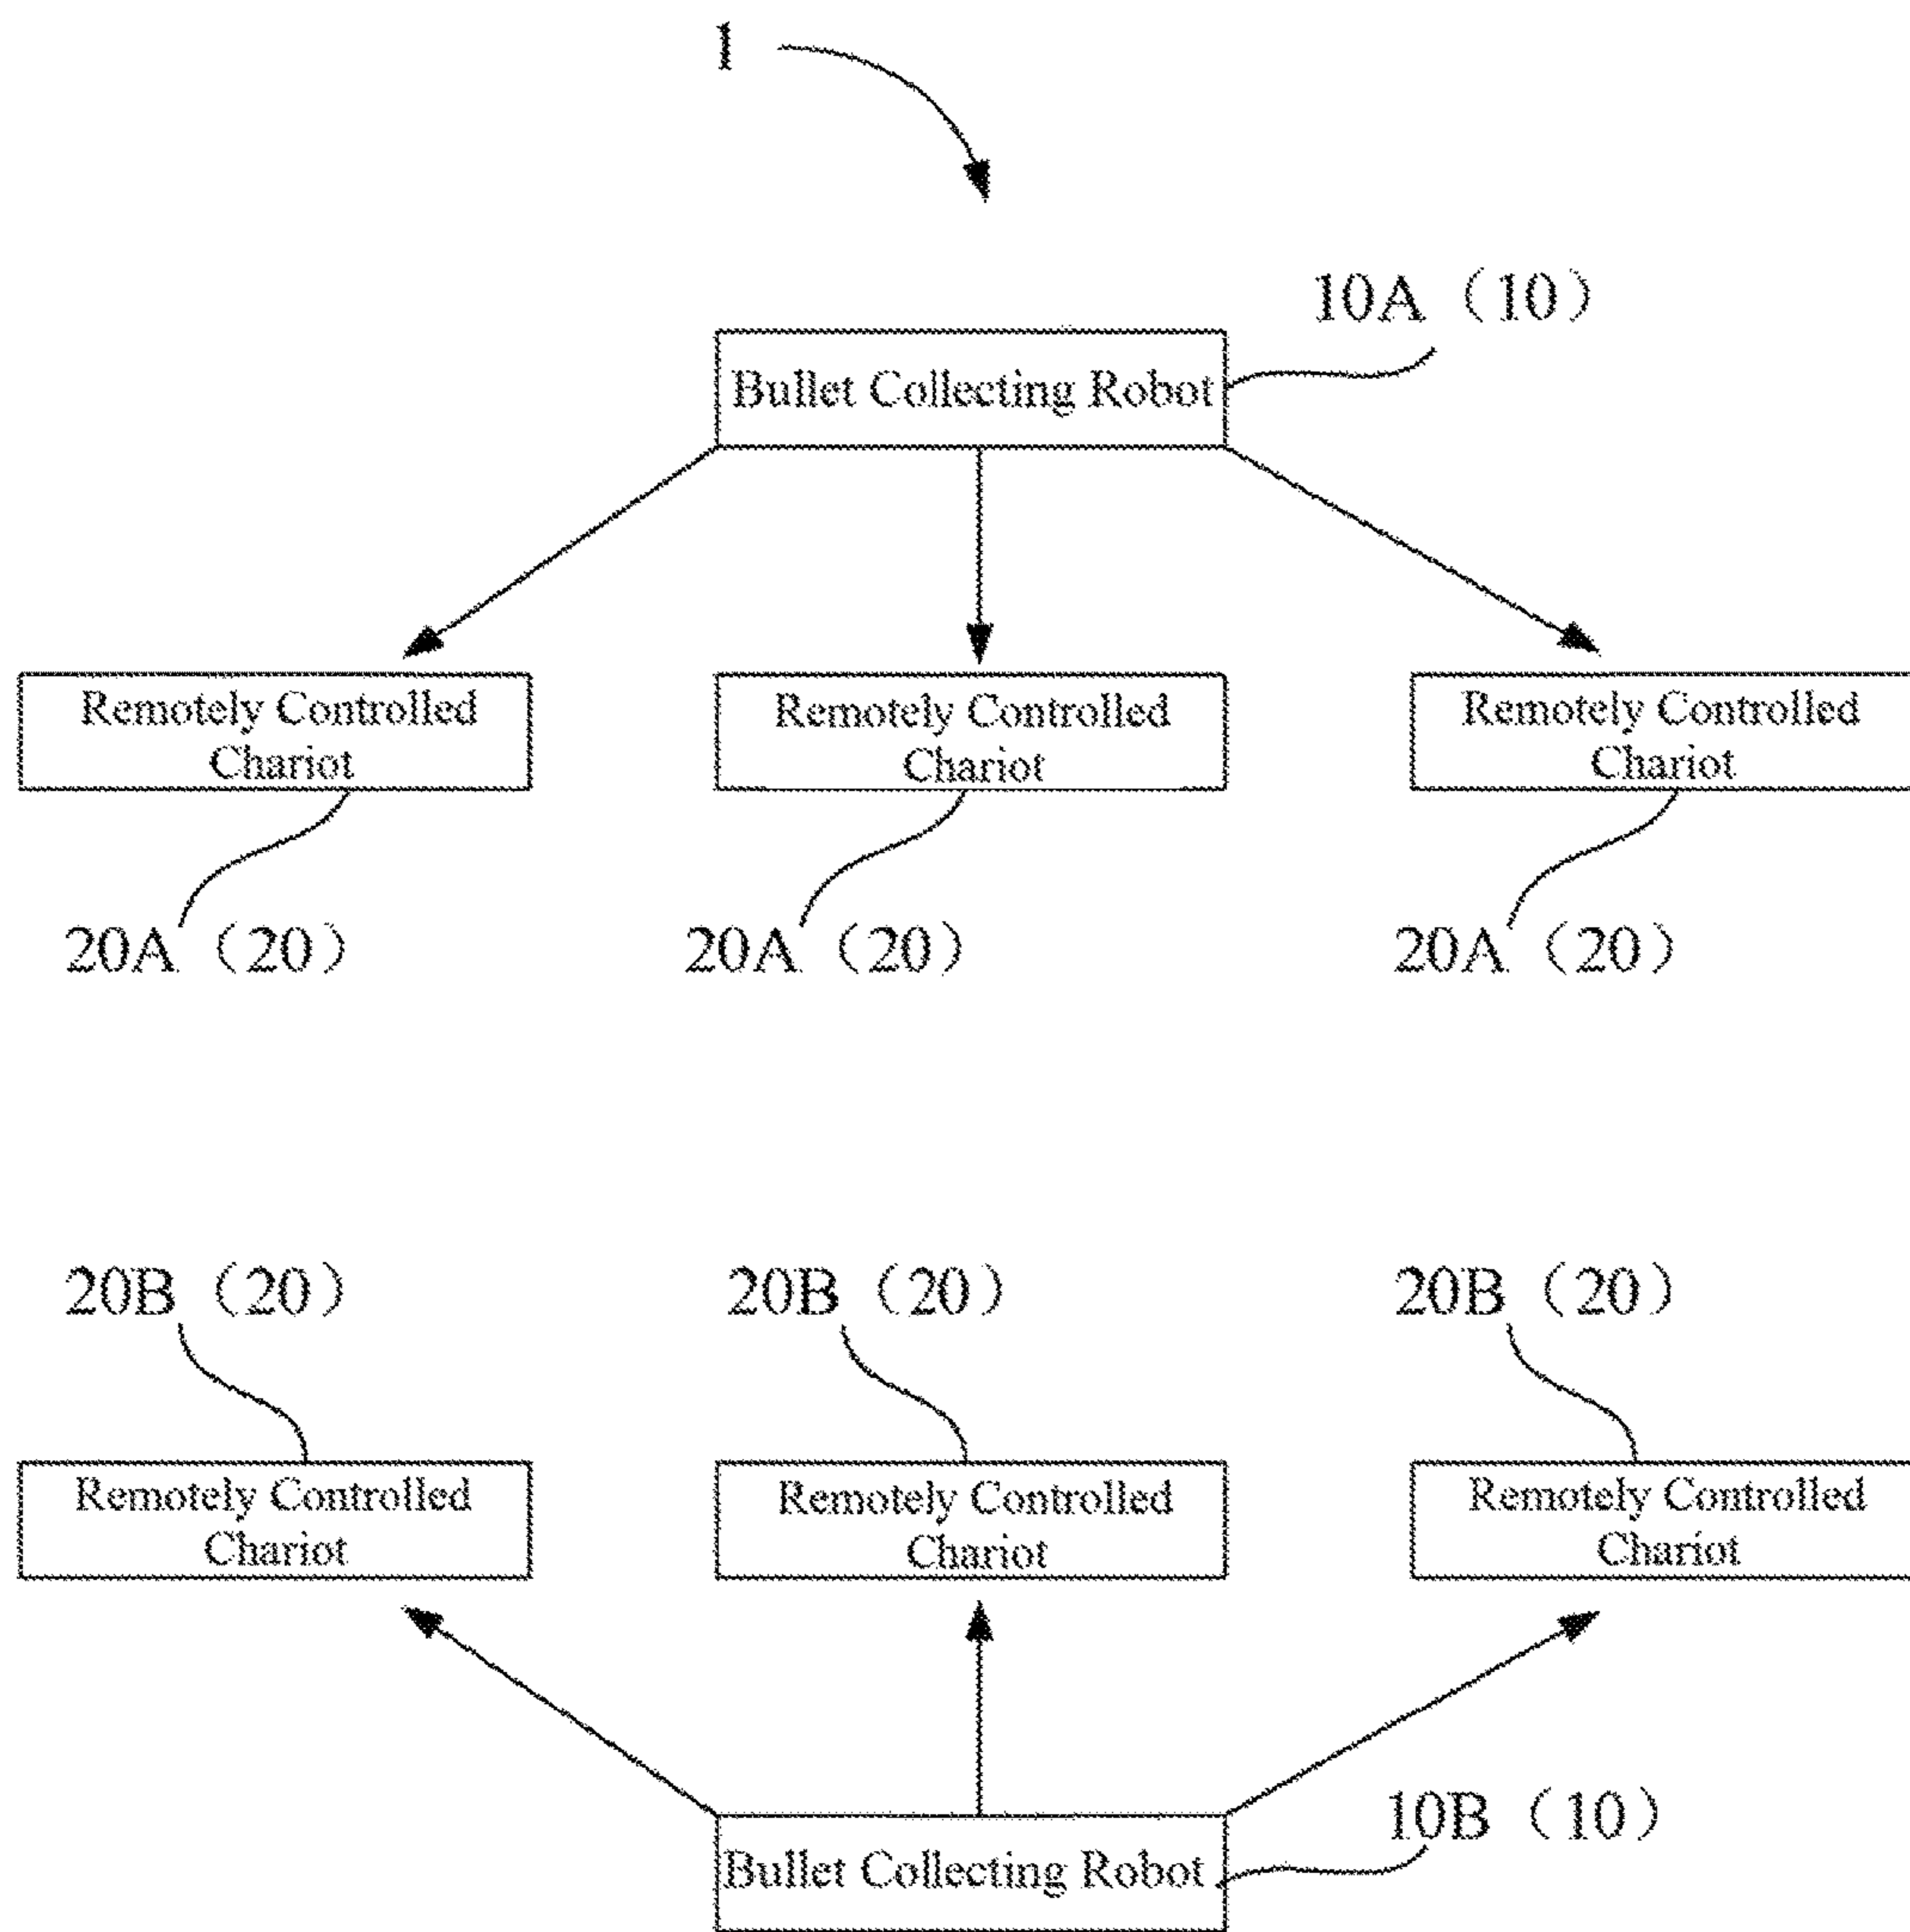 1
10A（10）
Bullet Collecting Robot
Remotely Controlled
Chariot
Remotely Controlled
Chariot
Remotely Controlled
Chariot
20A（20）
20A（20）
20A（20）
20B（20）
20B（20）
20B（20）
Remotely Controlled
Chariot
Remotely Controlled
Chariot
Remotely Controlled
Chariot
10B（10）
Bullet Collecting Robot